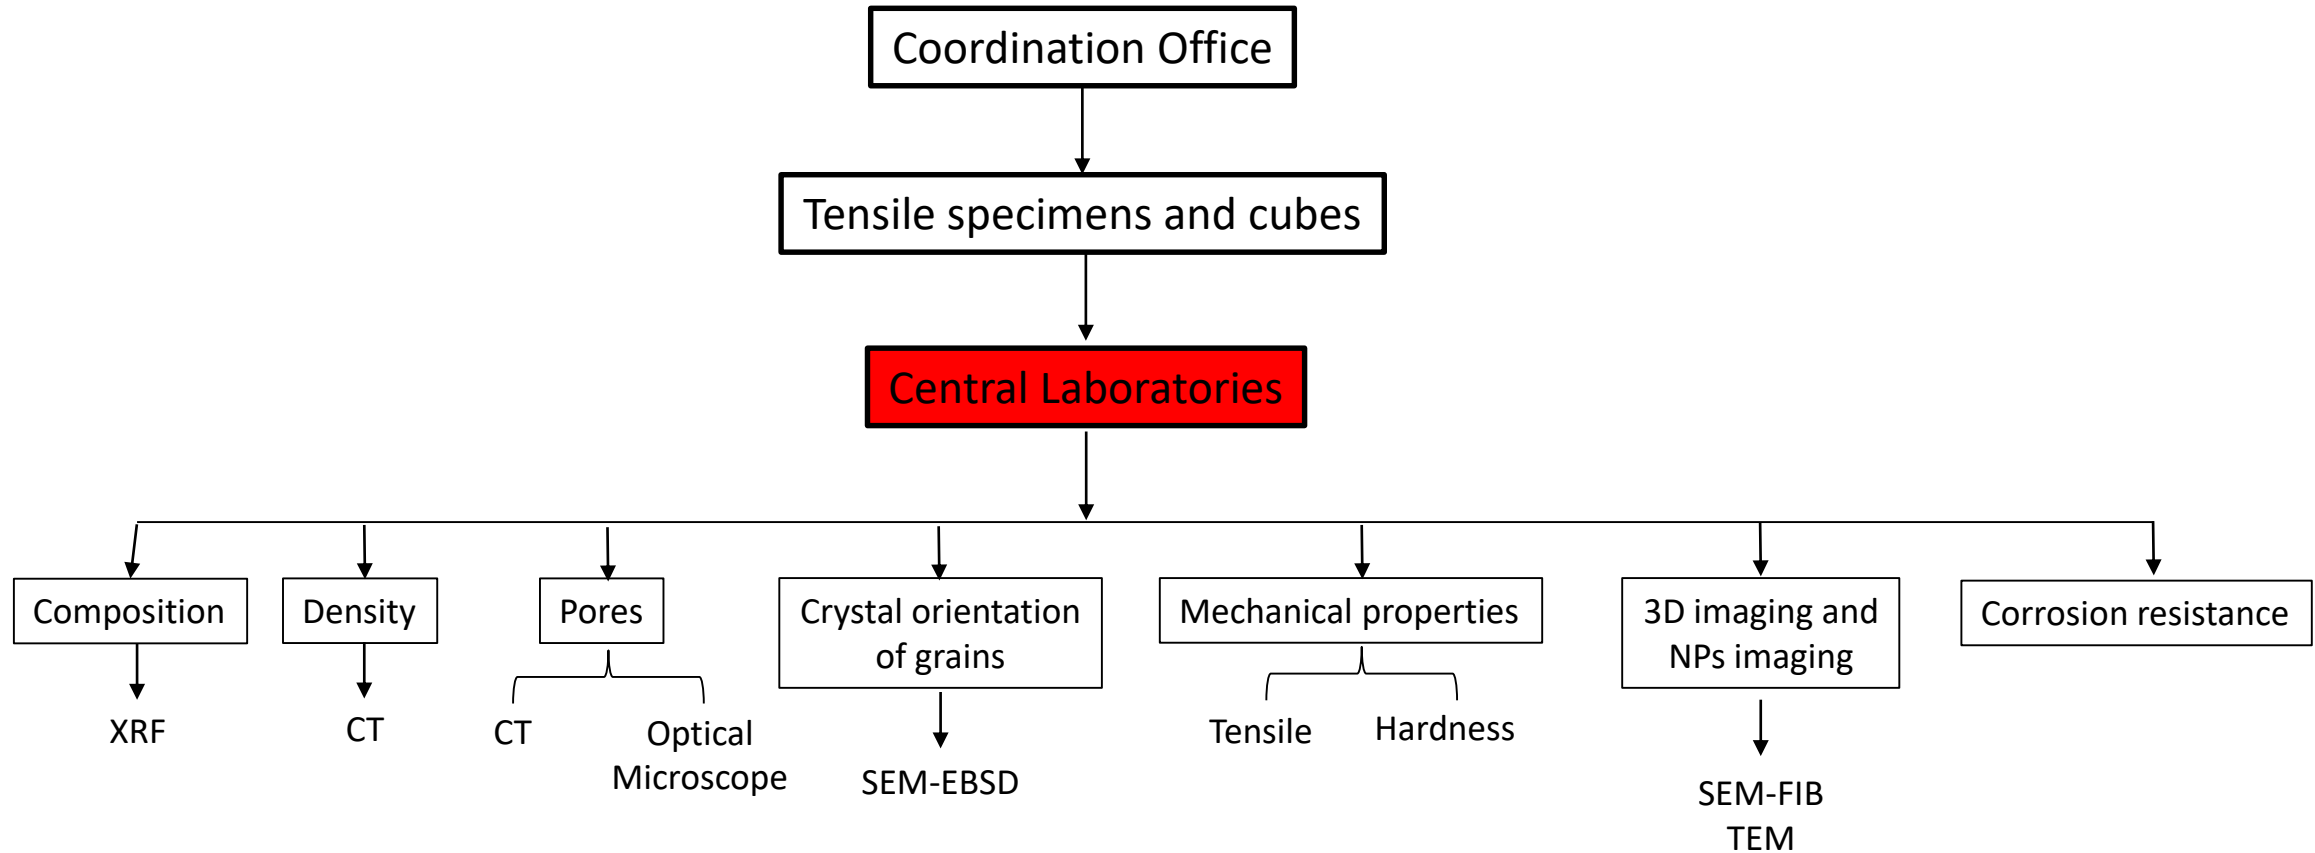 Coordination Office
Tensile specimens and cubes
Central Laboratories
Composition
Density
Pores
Crystal orientation
of grains
Mechanical properties
3D imaging and
NPs imaging
Corrosion resistance
XRF
CT
CT
Optical
Microscope
SEM-EBSD
Tensile
Hardness
SEM-FIB
TEM